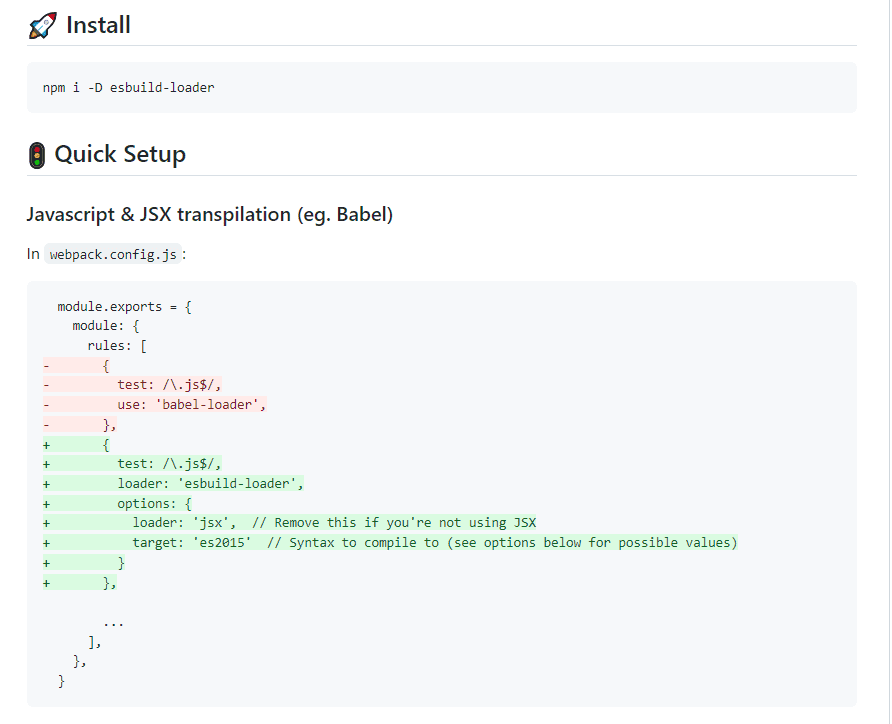 🚀 Install
npm i -D esbuild-loader
🚦 Quick Setup
Javascript & JSX transpilation (eg. Babel)
In webpack.config.js:
  module.exports = {
    module: {
      rules: [
-       {
-         test: /\.js$/,
-         use: 'babel-loader',
-       },
+       {
+         test: /\.js$/,
+         loader: 'esbuild-loader',
+         options: {
+           loader: 'jsx',  // Remove this if you're not using JSX
+           target: 'es2015'  // Syntax to compile to (see options below for possible values)
+         }
+       },
        ...
      ],
    },
  }